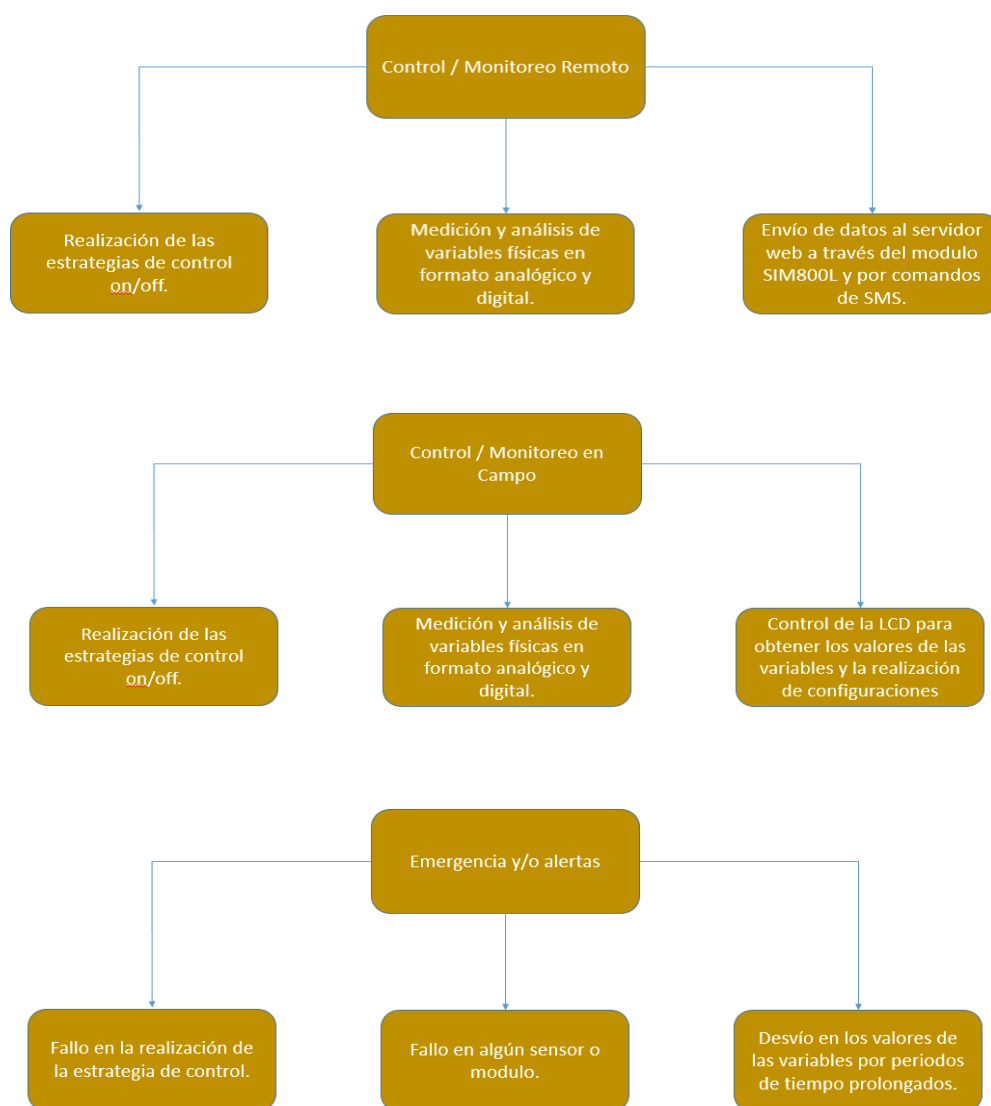 Control / Monitoreo Remoto
Realización de las
estrategias de control
on/off.
Medición y análisis de
variables físicas en
formato analógico y
digital.
Envío de datos al servidor
web a través del modulo
SIM800L y por comandos
de SMS.
Control / Monitoreo en
Campo
Realización de las
estrategias de control
on/off.
Medición y análisis de
variables físicas en
formato analógico y
digital.
Control de la LCD para
obtener los valores de las
variables y la realización
de configuraciones
Emergencia y/o alertas
Fallo en la realización de
la estrategia de control.
Fallo en algún sensor o
modulo.
Desvío en los valores de
las variables por periodos
de tiempo prolongados.